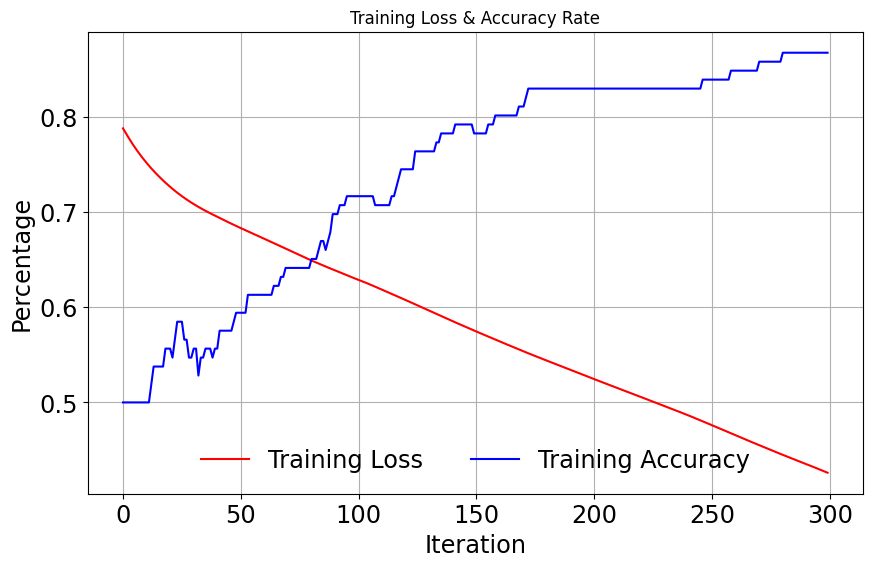 Training Loss & Accuracy Rate
Percentage
0.8
0.7
0.6
0.5
Training Loss Training Accuracy
0 50 100 150 200 250 300
Iteration